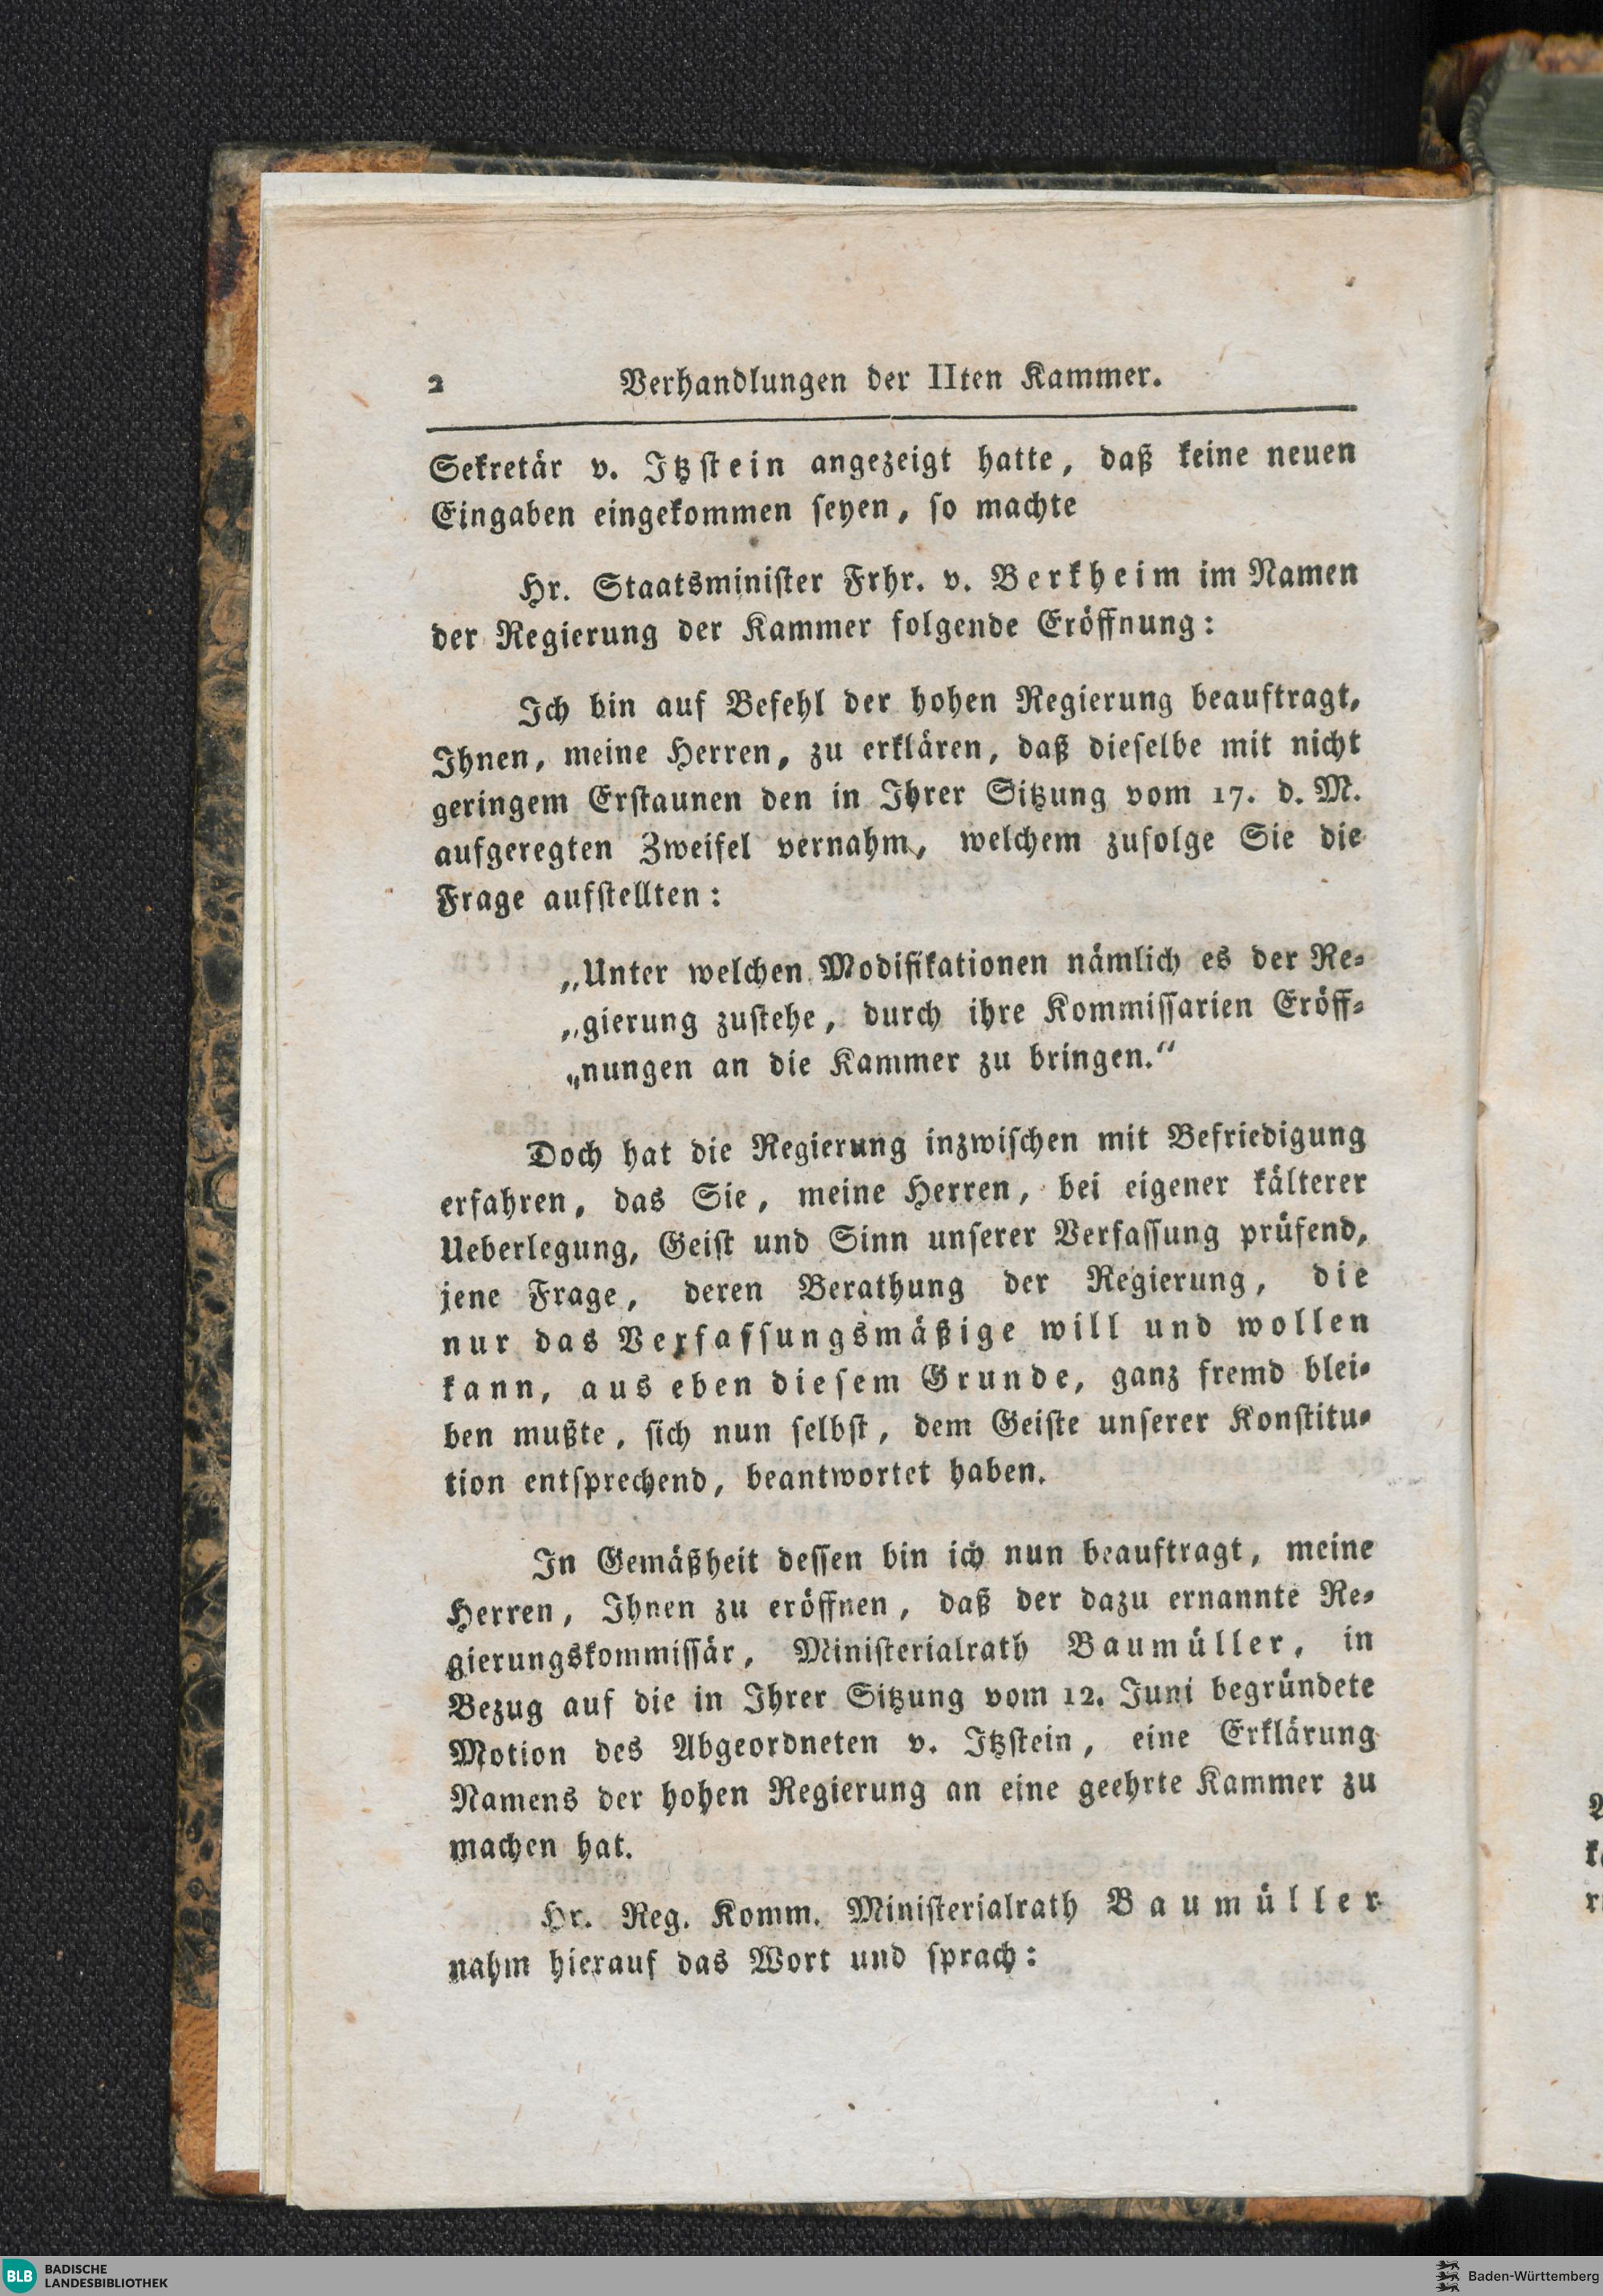 2 Verhandlungen der IIten Kammer.
Sekretär v. Itzstein angezeigt hatte, daß keine neuen
Eingaben eingekommen seyen, so machte
Hr. Staatsminister Frhr. v. Berkheim im Namen
der Regierung der Kammer folgende Eröffnung:
Ich bin auf Befehl der hohen Regierung beauftragt,
Ihnen, meine Herren, zu erklären, daß dieselbe mit nicht
geringem Erstaunen den in Ihrer Sitzung vom 17. d. M.
aufgeregten Zweifel vernahm, welchem zufolge Sie die
Frage aufstellten:
„Unter welchen Modifikationen nämlich es der Re-
„gierung zustehe, durch ihre Kommissarien Eröff-
„nungen an die Kammer zu bringen.“
Doch hat die Regierung inzwischen mit Befriedigung
erfahren, das Sie, meine Herren, bei eigener kälterer
Ueberlegung, Geist und Sinn unserer Verfassung prüfend,
jene Frage, deren Berathung der Regierung, die
nur das Verfassungsmäßige will und wollen
kann, aus eben diesem Grunde, ganz fremd blei-
ben mußte, sich nun selbst, dem Geiste unserer Konstitu-
tion entsprechend, beantwortet haben.
In Gemäßheit dessen bin ich nun beauftragt, meine
Herren, Ihnen zu eröffnen, daß der dazu ernannte Re-
gierungskommissär, Ministerialrath Baumüller, in
Bezug auf die in Ihrer Sitzung vom 12. Juni begründete
Motion des Abgeordneten v. Itzstein, eine Erklärung
Namens der hohen Regierung an eine geehrte Kammer zu
machen hat.
Hr. Reg. Komm. Ministerialrath Baumüller
nahm hierauf das Wort und sprach:
BLB BADISCHE
LANDESBIBLIOTHEK
Baden-Württemberg